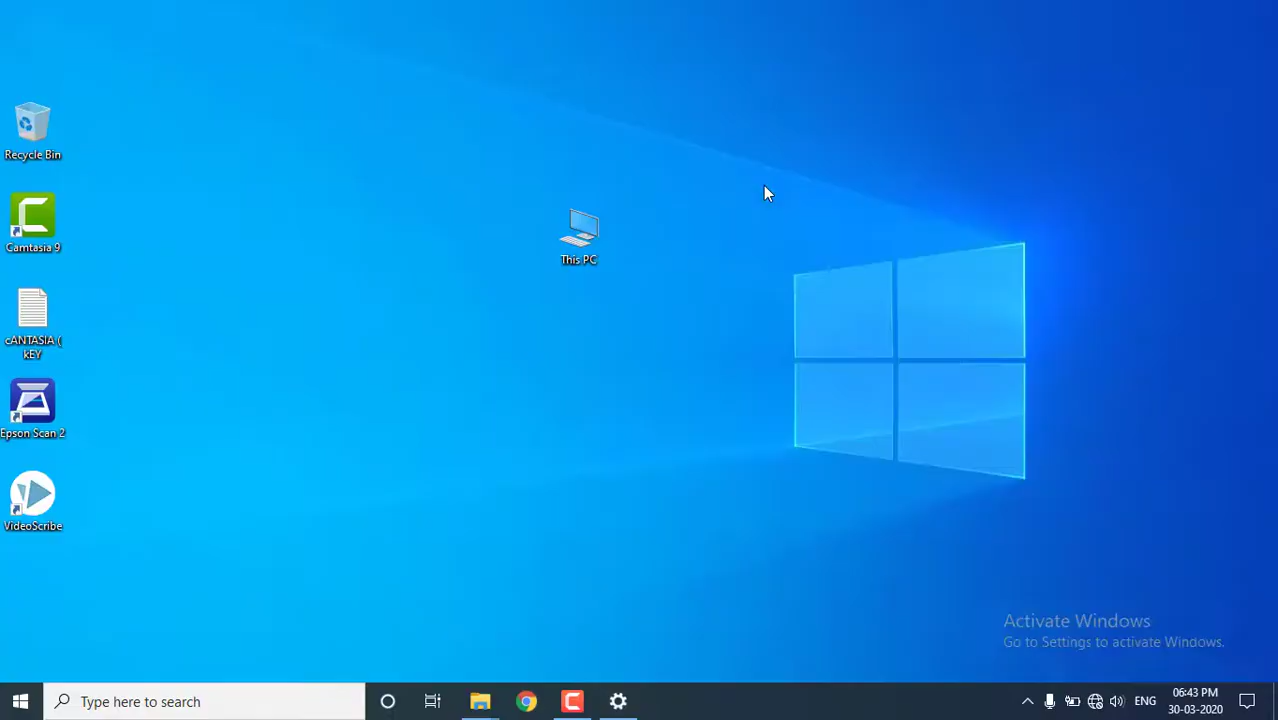 Recycle Bin
This PC
Camtasia 9
cANTASIA (
kEY
Epson Scan 2
VideoScribe
Activate Windows
Go to Settings to activate Windows.
Type here to search
ENG
06:43 PM
30-03-2020